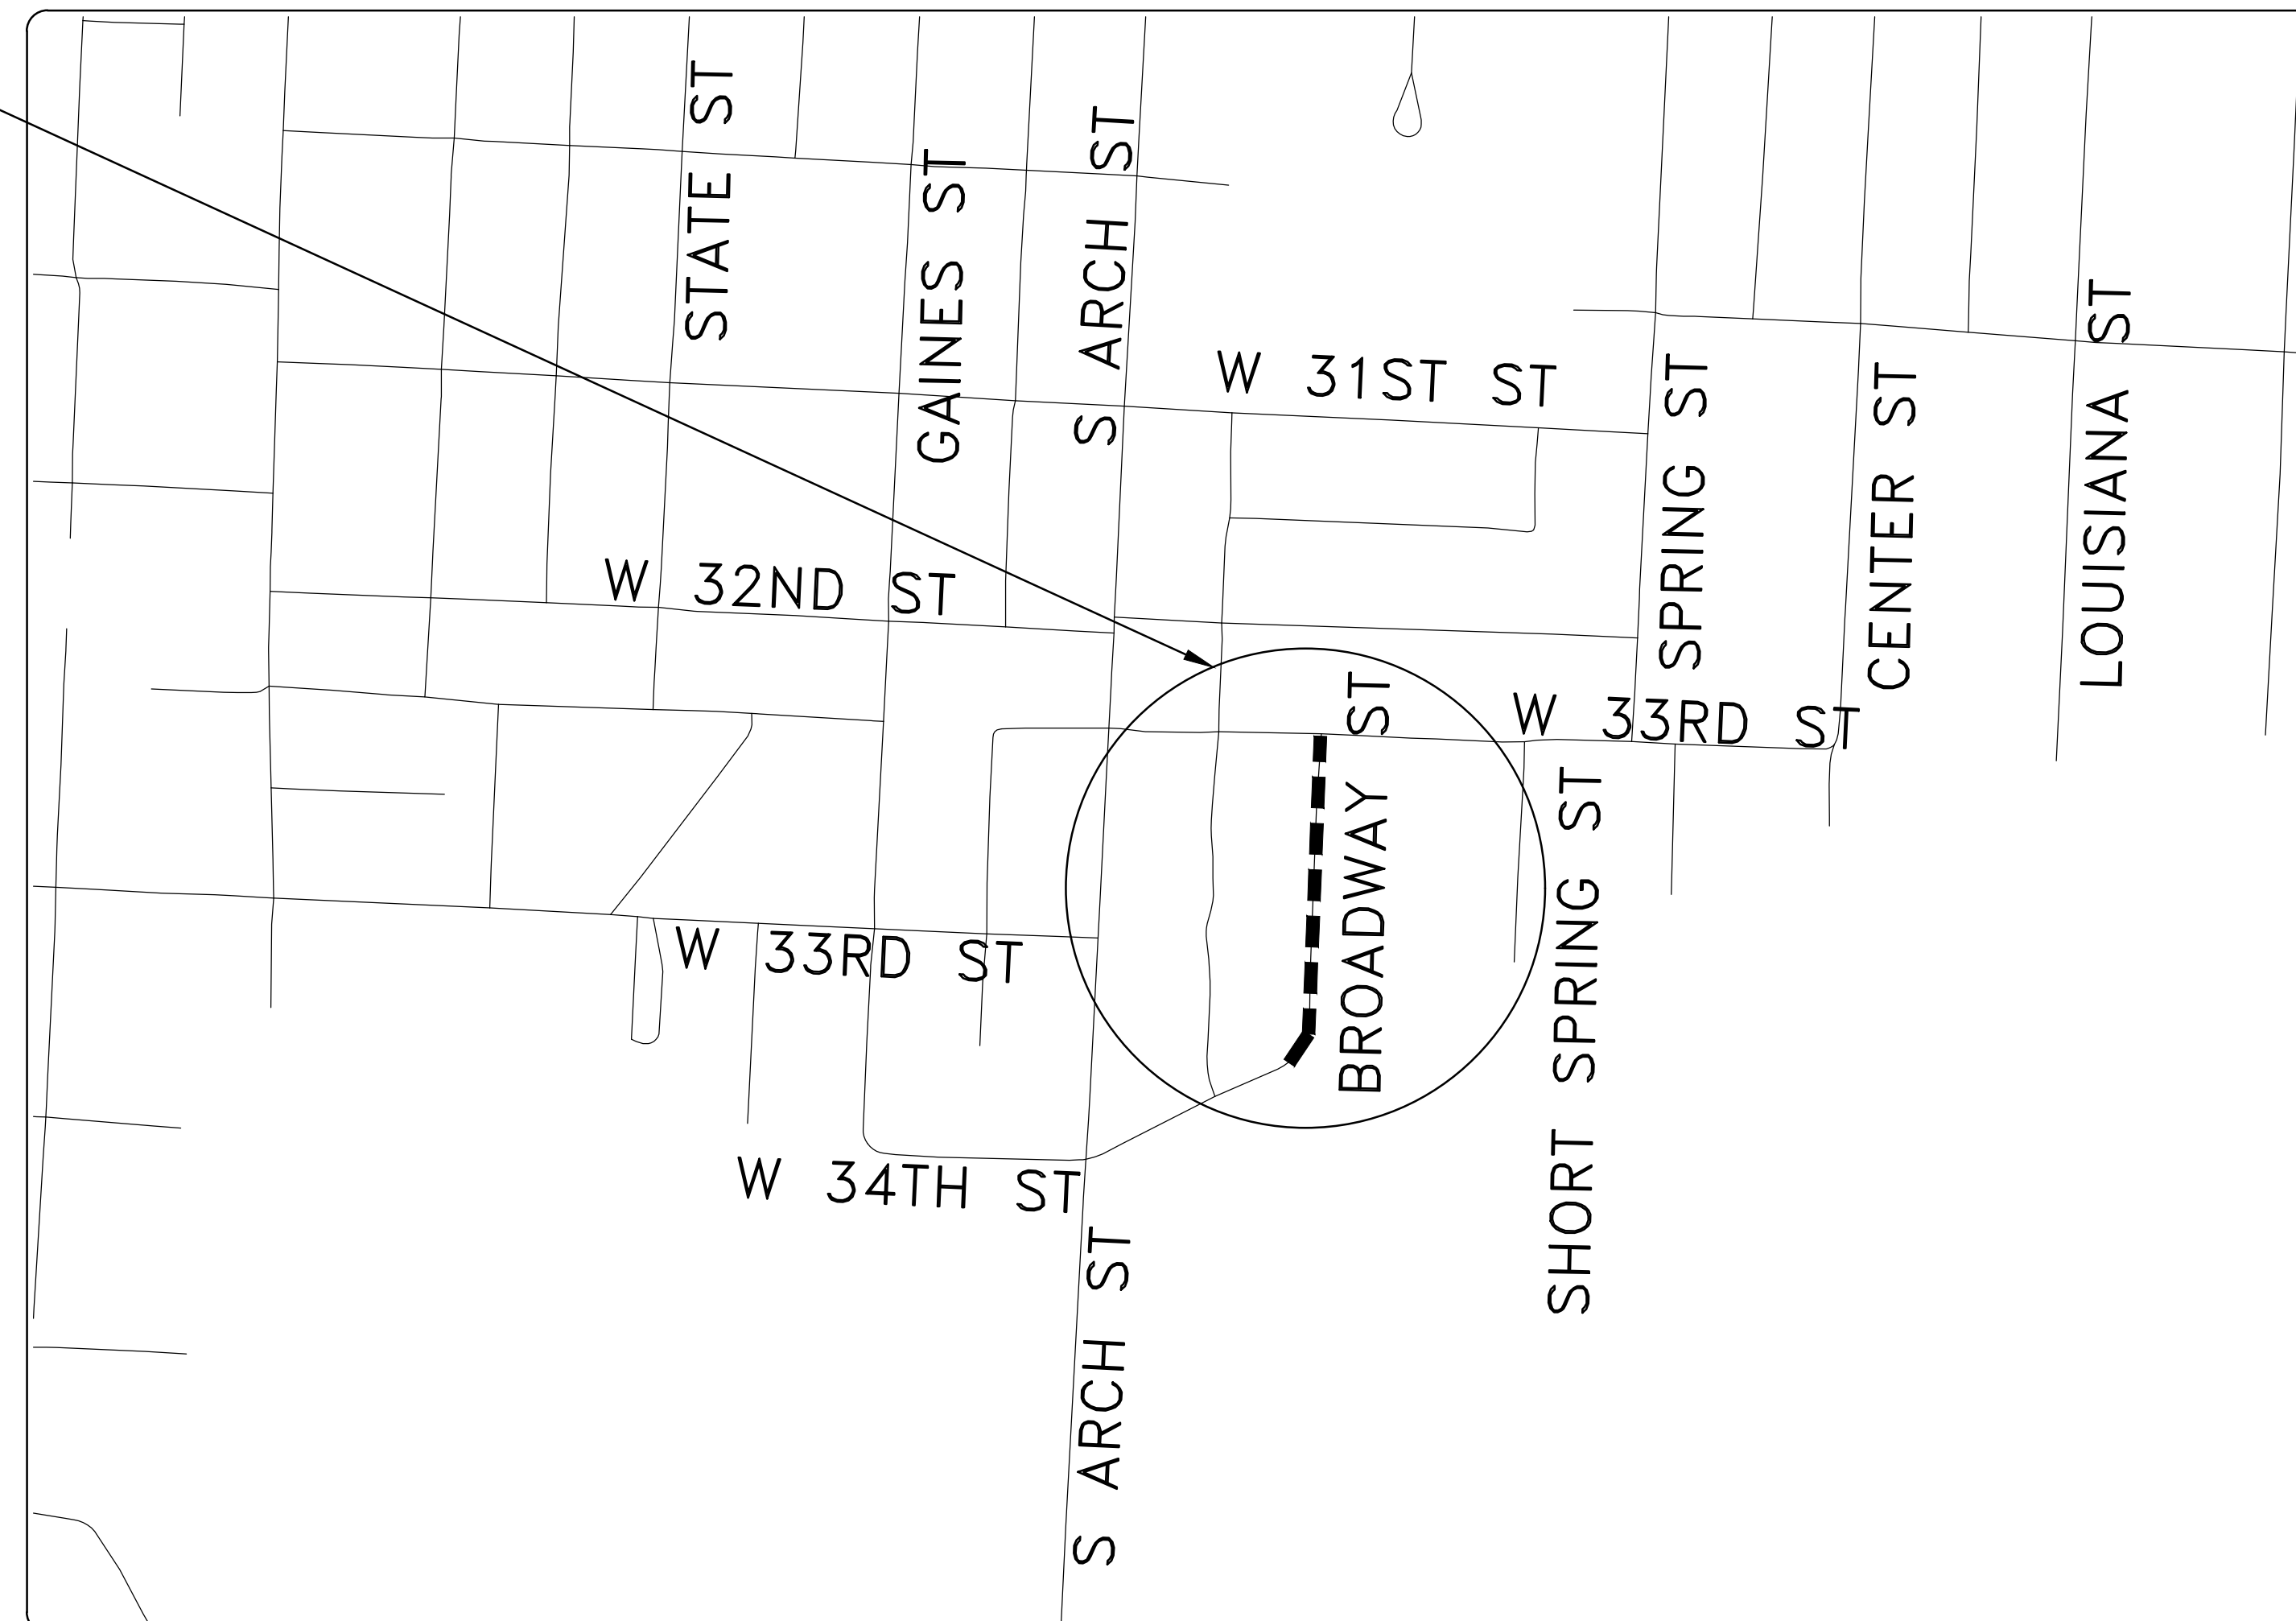 STATE ST
GAINES ST
S ARCH ST
W 31ST ST
SPRING ST
CENTER ST
LOUISIANA ST
W 32ND ST
W 33RD ST
BROADWAY ST
W 33RD ST
SHORT SPRING ST
W 34TH ST
S ARCH ST